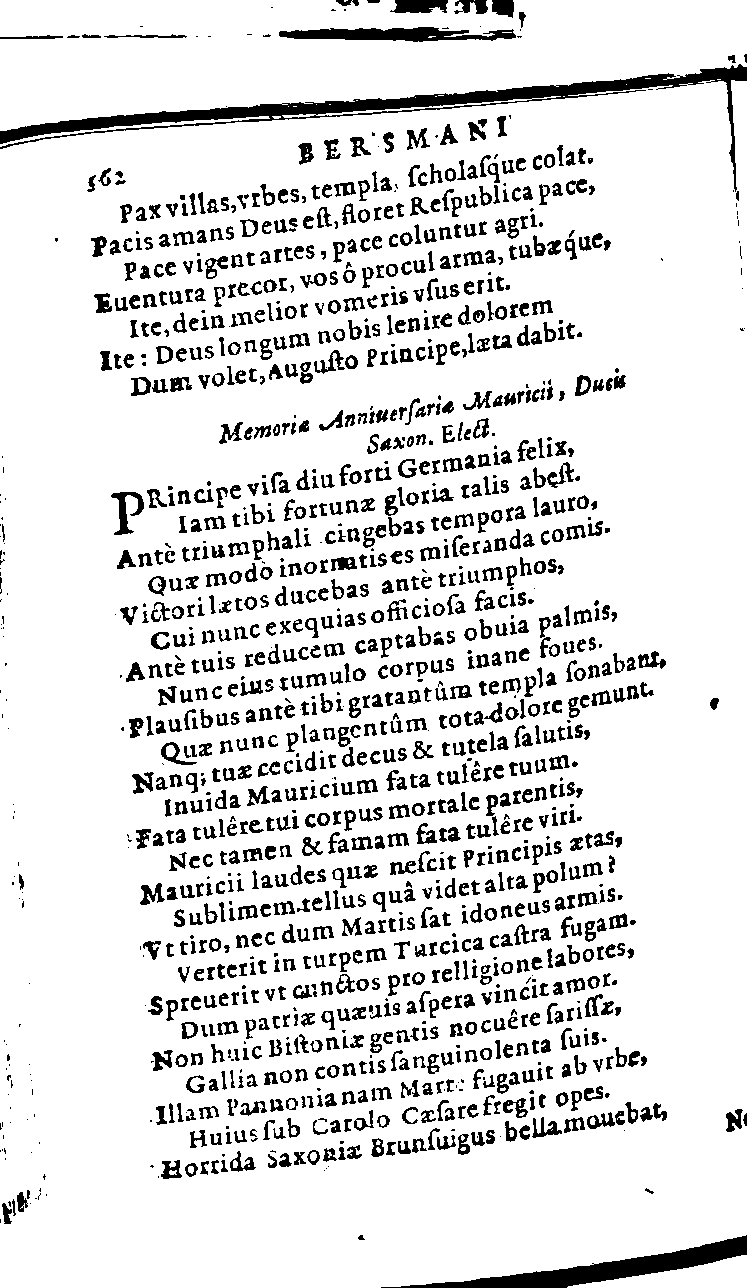 BERSMANI
562
Pax villas, vrbes, templa, ſcholaſq́ue colat.
Pacis amans Deus eſt, floret Reſpublica pace,
Pace vigent artes, pace coluntur agri.
Euentura precor, vos ô procul arma, tubæq́ue,
Ite, dein melior vomeris vſus erit.
Ite: Deus longum nobis lenire dolorem
Dum volet, Auguſto Principe, læta dabit.
Memoriæ Anniuerſariæ Mauricii, Ducis
Saxon. Elect.
PRincipe viſa diu forti Germania felix,
Iam tibi fortunæ gloria talis abeſt.
Antè triumphali cingebas tempora lauro,
Quæ modò inornatis es miſeranda comis.
Victori lætos ducebas antè triumphos,
Cui nunc exequias officioſa facis.
Antè tuis reducem captabas obuia palmis,
Nunc eius tumulo corpus inane foues.
Plauſibus antè tibi gratantûm templa ſonabant,
Quæ nunc plangentûm tota dolore gemunt.
Nanq; tuæ cecidit decus & tutela ſalutis,
Inuida Mauricium fata tulêre tuum.
Fata tulêre tui corpus mortale parentis,
Nec tamen & famam fata tulêre viri.
Mauricii laudes quæ neſcit Principis ætas,
Sublimem tellus quâ videt alta polum?
Vt tiro, nec dum Martis ſat idoneus armis.
Verterit in turpem Turcica caſtra fugam.
Spreuerit vt cunctos pro relligione labores,
Dum patriæ quæuis aſpera vincit amor.
Non huic Biſtoniæ gentis nocuêre ſariſſæ,
Gallia non contis ſanguinolenta ſuis.
Illam Pannonia nam Marte fugauit ab vrbe,
Huius ſub Carolo Cæſare fregit opes.
Horrida Saxoniæ Brunſuigus bella mouebat,